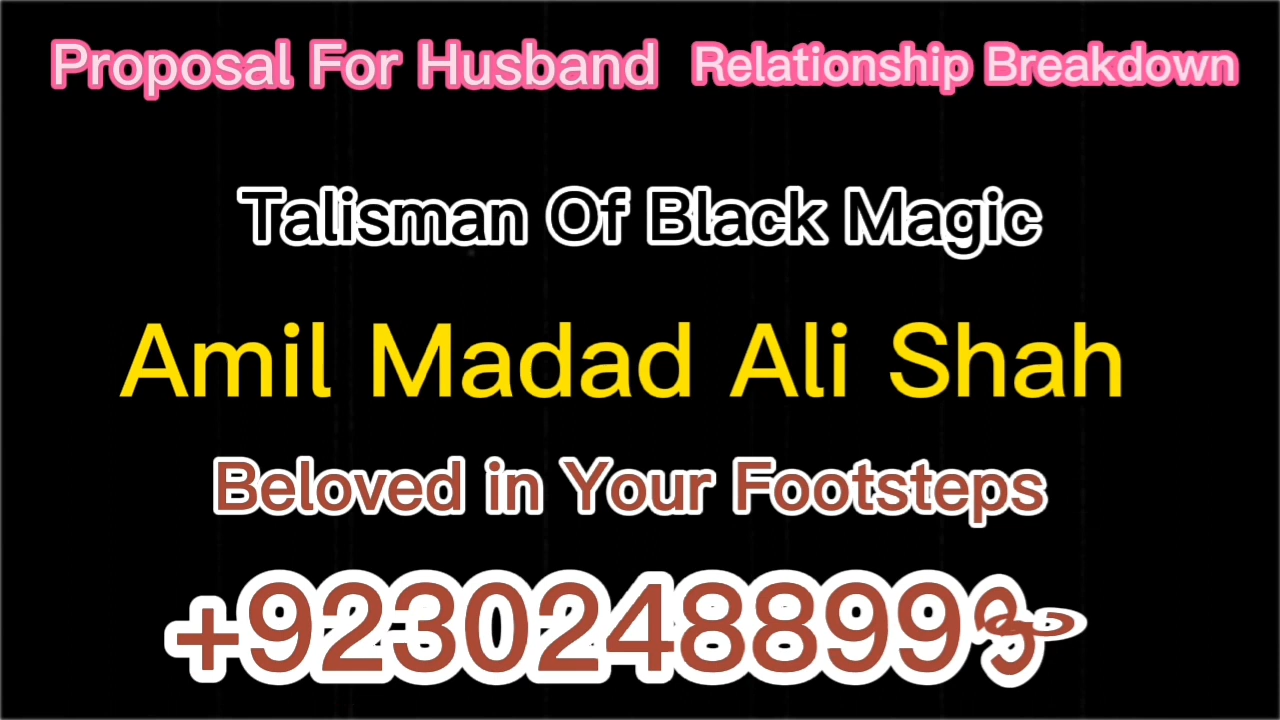 Proposal For Husband Relationship Breakdown
Talisman Of Black Magic
Amil Madad Ali Shah
Beloved in Your Footsteps
+9230248899